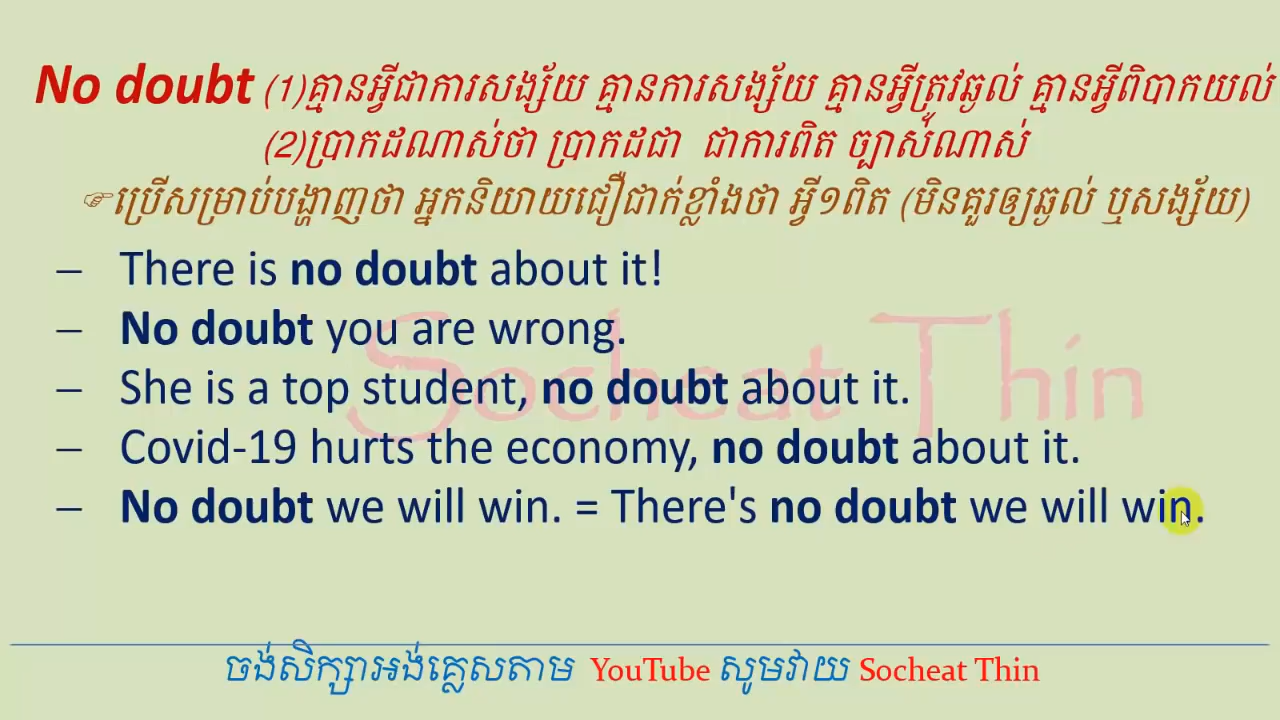 No doubt (1)គ្មានអ្វីជាការសង្ស័យ គ្មានការសង្ស័យ គ្មានអ្វីត្រូវឆ្ងល់ គ្មានអ្វីពិបាកយល់
(2)ប្រាកដណាស់ថា ប្រាកដជា ជាការពិត ច្បាស់ណាស់
☞ប្រើសម្រាប់បង្ហាញថា អ្នកនិយាយជឿជាក់ខ្លាំងថា អ្វី១ពិត (មិនគួរឲ្យឆ្ងល់ ឬសង្ស័យ)
– There is no doubt about it!
– No doubt you are wrong.
– She is a top student, no doubt about it.
– Covid-19 hurts the economy, no doubt about it.
– No doubt we will win. = There's no doubt we will win.
Socheat Thin
ចង់សិក្សាអង់គ្លេសតាម YouTube សូមវាយ Socheat Thin